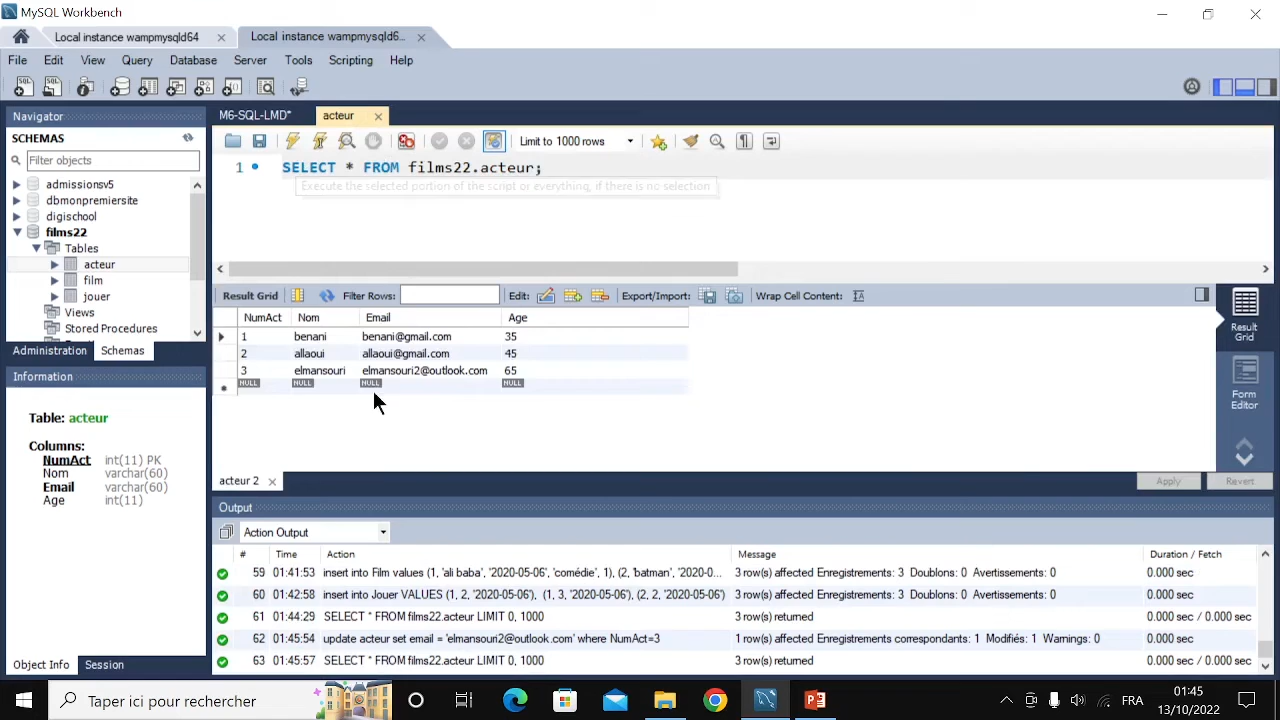 MySQL Workbench
Local instance wampmysqld64
Local instance wampmysqld6...
File Edit View Query Database Server Tools Scripting Help
Navigator
SCHEMAS
Filter objects
admissionsv5
dbmonpremiersite
digischool
films22
Tables
acteur
film
jouer
Views
Stored Procedures
Administration Schemas
Information
Table: acteur
Columns:
NumAct int(11) PK
Nom varchar(60)
Email varchar(60)
Age int(11)
Object Info Session
M6-SQL-LMD*
acteur
Limit to 1000 rows
1 SELECT * FROM films22.acteur;
Execute the selected portion of the script or everything, if there is no selection
Result Grid Filter Rows: Edit: Export/Import: Wrap Cell Content:
NumAct Nom Email Age
1 benani benani@gmail.com 35
2 allaoui allaoui@gmail.com 45
3 elmansouri elmansouri2@outlook.com 65
NULL NULL NULL NULL
Result Grid
Form Editor
acteur 2
Apply Revert
Output
Action Output
# Time Action Message Duration / Fetch
59 01:41:53 insert into Film values (1, 'ali baba', '2020-05-06', 'comédie', 1), (2, 'batman', '2020-0... 3 row(s) affected Enregistrements: 3 Doublons: 0 Avertissements: 0 0.000 sec
60 01:42:58 insert into Jouer VALUES (1, 2, '2020-05-06'), (1, 3, '2020-05-06'), (2, 2, '2020-05-06') 3 row(s) affected Enregistrements: 3 Doublons: 0 Avertissements: 0 0.000 sec
61 01:44:29 SELECT * FROM films22.acteur LIMIT 0, 1000 3 row(s) returned 0.000 sec / 0.000 sec
62 01:45:54 update acteur set email = 'elmansouri2@outlook.com' where NumAct=3 1 row(s) affected Enregistrements correspondants: 1 Modifiés: 1 Warnings: 0 0.000 sec
63 01:45:57 SELECT * FROM films22.acteur LIMIT 0, 1000 3 row(s) returned 0.000 sec / 0.000 sec
Taper ici pour rechercher
FRA
01:45
13/10/2022